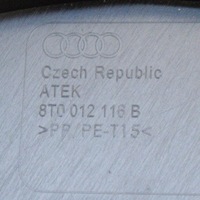 Czech Republic
ATEK
8T0 012 116 B
>PP/PE-T15<